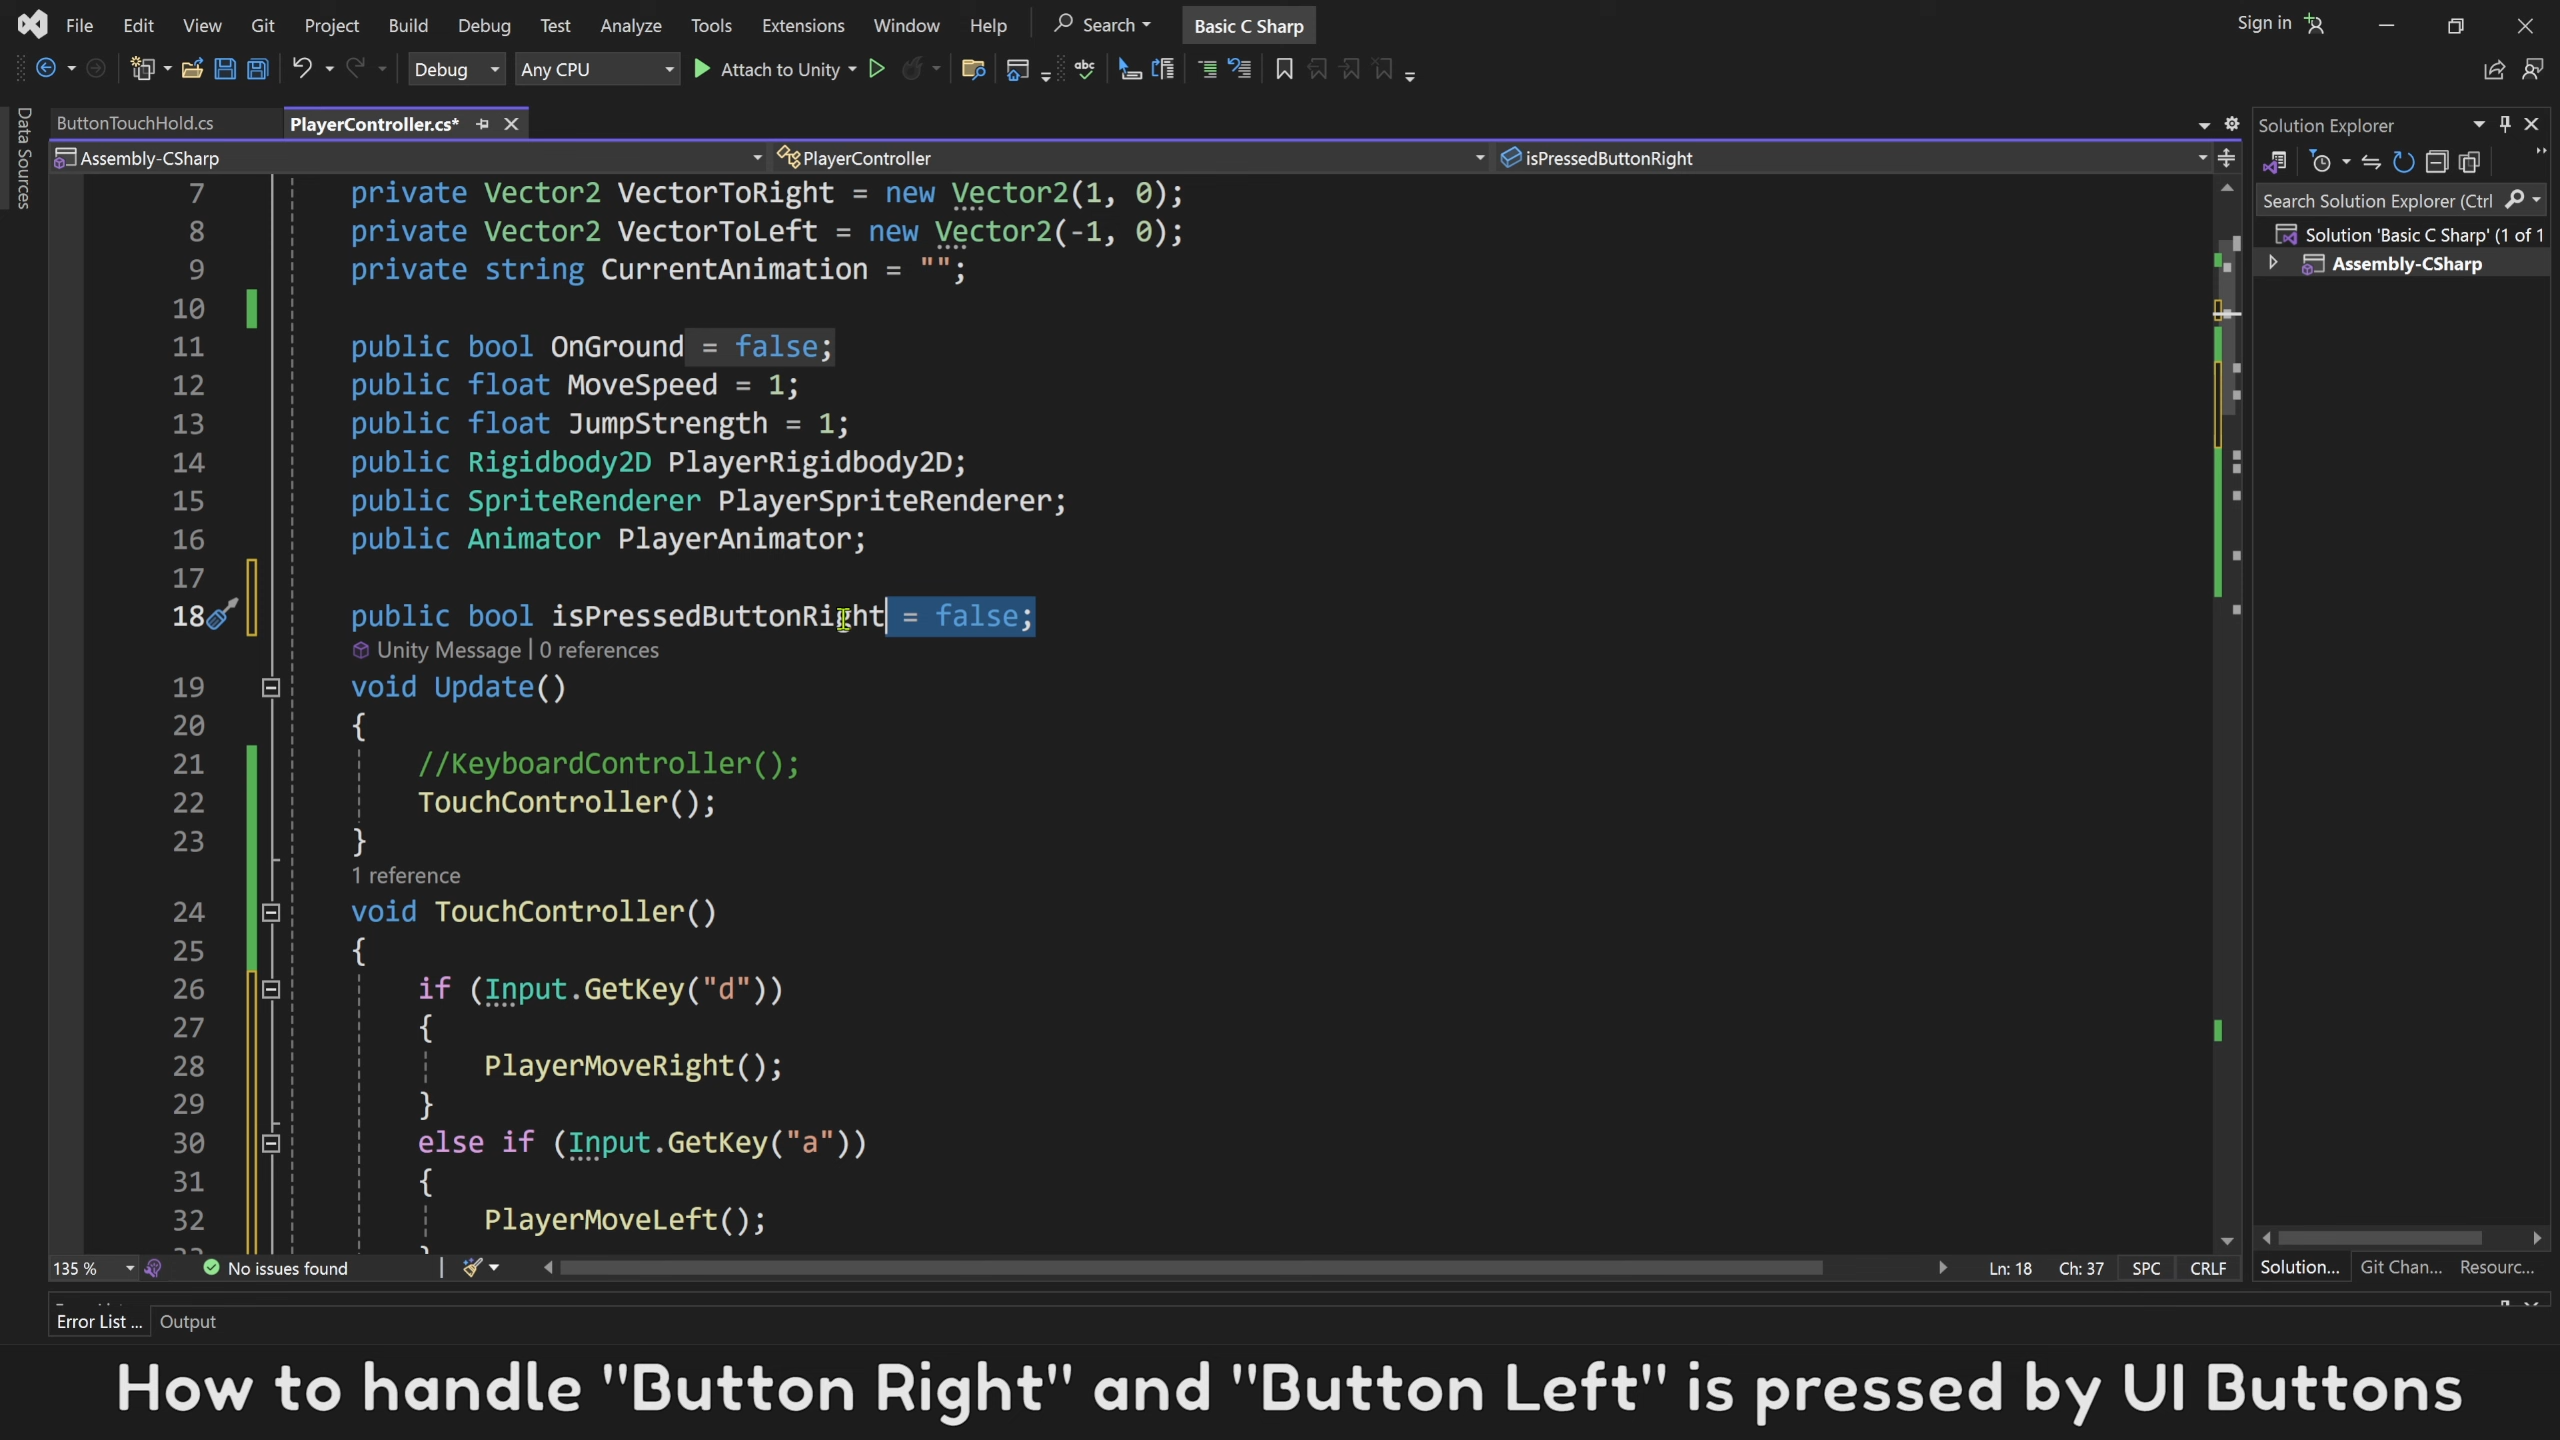 File Edit View Git Project Build Debug Test Analyze Tools Extensions Window Help Search Basic C Sharp Sign in
Debug Any CPU Attach to Unity
Data Sources
ButtonTouchHold.cs PlayerController.cs*
Assembly-CSharp PlayerController isPressedButtonRight
7 private Vector2 VectorToRight = new Vector2(1, 0);
8 private Vector2 VectorToLeft = new Vector2(-1, 0);
9 private string CurrentAnimation = "";
10
11 public bool OnGround = false;
12 public float MoveSpeed = 1;
13 public float JumpStrength = 1;
14 public Rigidbody2D PlayerRigidbody2D;
15 public SpriteRenderer PlayerSpriteRenderer;
16 public Animator PlayerAnimator;
17
18 public bool isPressedButtonRight = false;
Unity Message | 0 references
19 void Update()
20 {
21 //KeyboardController();
22 TouchController();
23 }
1 reference
24 void TouchController()
25 {
26 if (Input.GetKey("d"))
27 {
28 PlayerMoveRight();
29 }
30 else if (Input.GetKey("a"))
31 {
32 PlayerMoveLeft();
135 % No issues found Ln: 18 Ch: 37 SPC CRLF
Error List ... Output
Solution Explorer
Search Solution Explorer (Ctrl
Solution 'Basic C Sharp' (1 of 1
Assembly-CSharp
Solution... Git Chan... Resourc...
How to handle "Button Right" and "Button Left" is pressed by UI Buttons